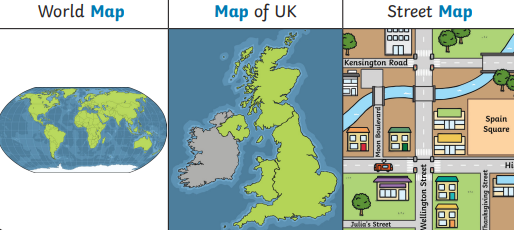 World Map
Map of UK
Street Map
Kensington Road
Moon Boulevard
Spain
Square
Wellington Street
Thanksgiving Street
Hi
Julia's Street